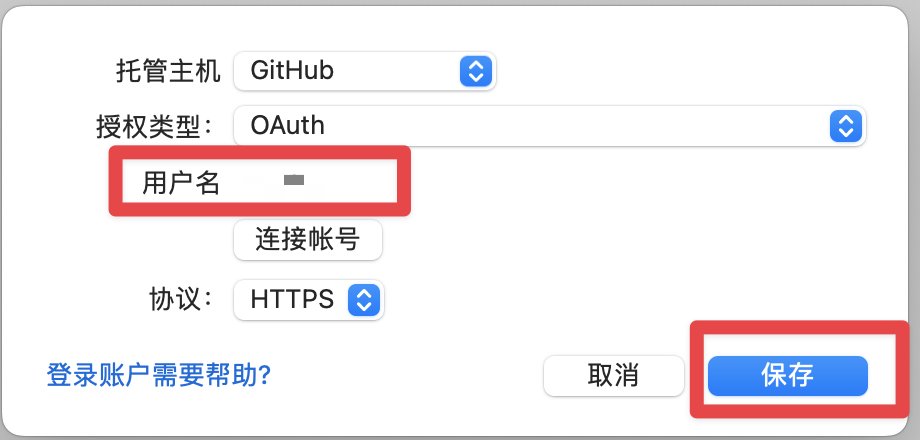 托管主机 GitHub
授权类型： OAuth
用户名
连接帐号
协议： HTTPS
登录账户需要帮助? 取消 保存